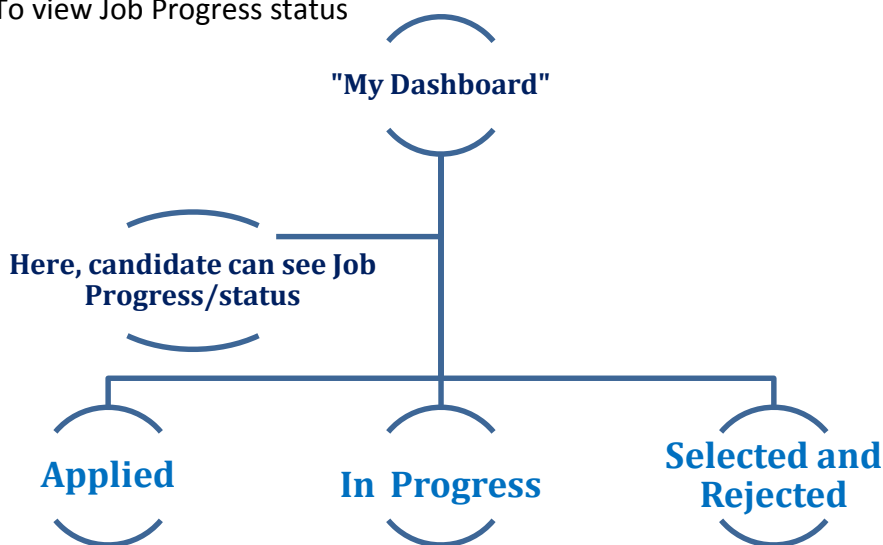 To view Job Progress status
"My Dashboard"
Here, candidate can see Job
Progress/status
Applied
In Progress
Selected and
Rejected